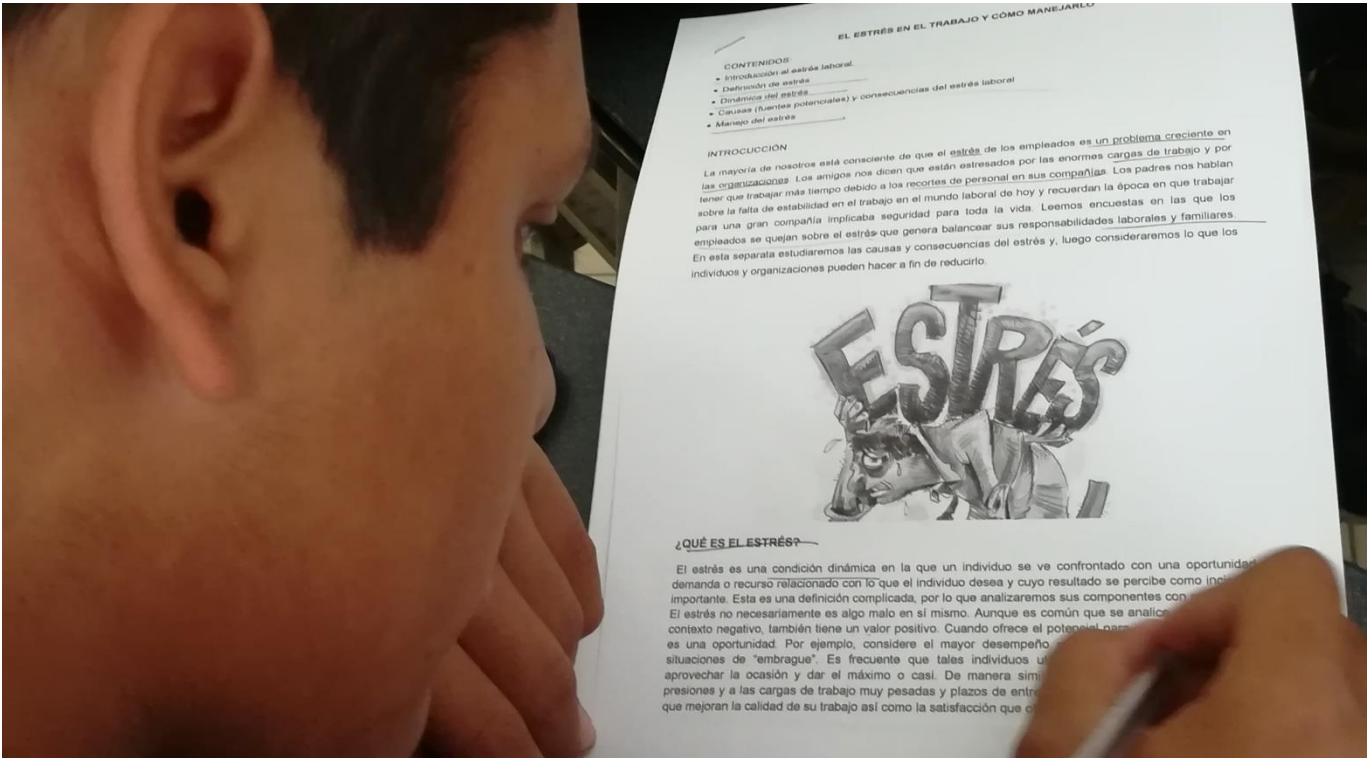 EL ESTRÉS EN EL TRABAJO Y CÓMO MANEJARLO
CONTENIDOS
• Introducción al estrés laboral.
• Definición de estrés
• Dinámica del estrés
• Causas (fuentes potenciales) y consecuencias del estrés laboral
• Manejo del estrés
INTROCUCCIÓN
La mayoría de nosotros está consciente de que el estrés de los empleados es un problema creciente en
las organizaciones. Los amigos nos dicen que están estresados por las enormes cargas de trabajo y por
tener que trabajar más tiempo debido a los recortes de personal en sus compañías. Los padres nos hablan
sobre la falta de estabilidad en el trabajo en el mundo laboral de hoy y recuerdan la época en que trabajar
para una gran compañía implicaba seguridad para toda la vida. Leemos encuestas en las que los
empleados se quejan sobre el estrés que genera balancear sus responsabilidades laborales y familiares.
En esta separata estudiaremos las causas y consecuencias del estrés y, luego consideraremos lo que los
individuos y organizaciones pueden hacer a fin de reducirlo.
ESTRÉS
¿QUÉ ES EL ESTRÉS?
El estrés es una condición dinámica en la que un individuo se ve confrontado con una oportunidad
demanda o recurso relacionado con lo que el individuo desea y cuyo resultado se percibe como
importante. Esta es una definición complicada, por lo que analizaremos sus componentes con
El estrés no necesariamente es algo malo en sí mismo. Aunque es común que se analice
contexto negativo, también tiene un valor positivo. Cuando ofrece el potencial
es una oportunidad. Por ejemplo, considere el mayor desempeño
situaciones de "embrague". Es frecuente que tales individuos
aprovechar la ocasión y dar el máximo o casi. De manera
presiones y a las cargas de trabajo muy pesadas y plazos de
que mejoran la calidad de su trabajo así como la satisfacción que